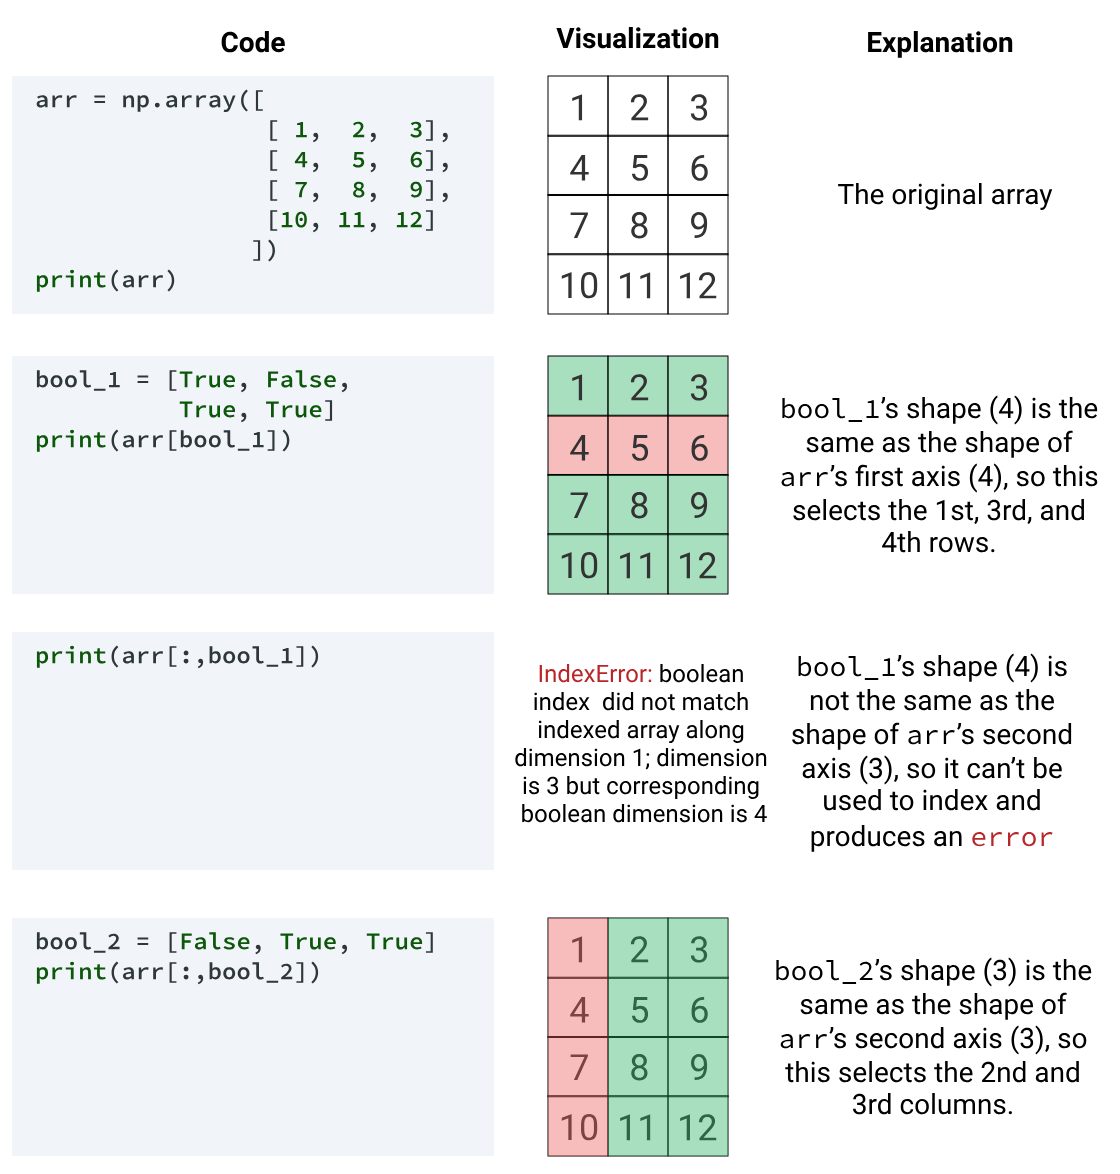 Code
Visualization
Explanation
arr = np.array([
[ 1, 2, 3],
[ 4, 5, 6],
[ 7, 8, 9],
[10, 11, 12]
])
print(arr)
1 2 3
4 5 6
7 8 9
10 11 12
The original array
bool_1 = [True, False,
True, True]
print(arr[bool_1])
1 2 3
4 5 6
7 8 9
10 11 12
bool_1’s shape (4) is the
same as the shape of
arr’s first axis (4), so this
selects the 1st, 3rd, and
4th rows.
print(arr[:,bool_1])
IndexError: boolean
index did not match
indexed array along
dimension 1; dimension
is 3 but corresponding
boolean dimension is 4
bool_1’s shape (4) is
not the same as the
shape of arr’s second
axis (3), so it can’t be
used to index and
produces an error
bool_2 = [False, True, True]
print(arr[:,bool_2])
1 2 3
4 5 6
7 8 9
10 11 12
bool_2’s shape (3) is the
same as the shape of
arr’s second axis (3), so
this selects the 2nd and
3rd columns.